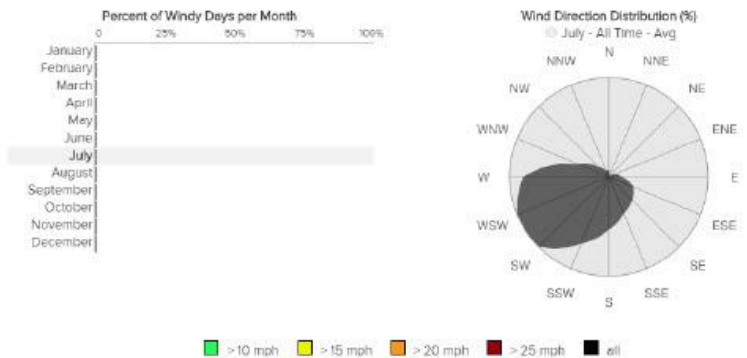 Percent of Windy Days per Month
0 25% 50% 75% 100%
January
February
March
April
May
June
July
August
September
October
November
December
Wind Direction Distribution (%)
July - All Time - Avg
N
NNW NNE
NW NE
WNW ENE
W E
WSW ESE
SW SE
SSW SSE
S
>10 mph >15 mph >20 mph >25 mph all